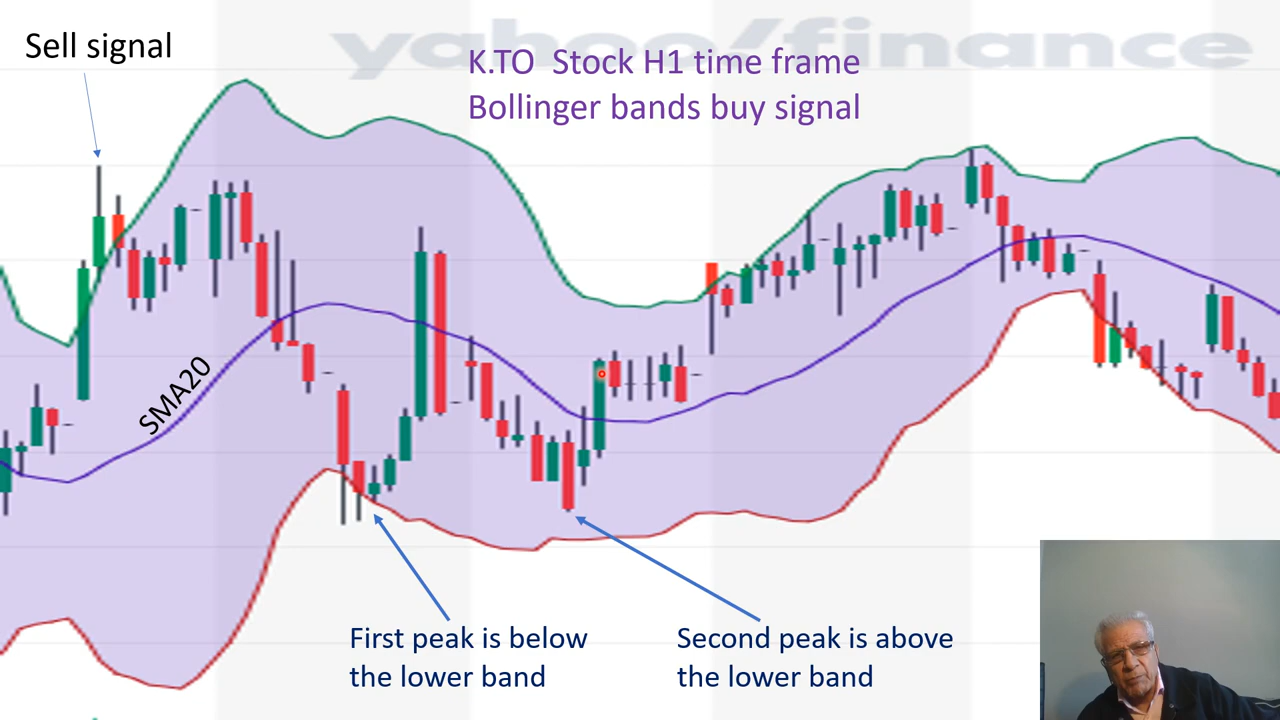 yahoo/finance
Sell signal
K.TO Stock H1 time frame
Bollinger bands buy signal
SMA20
First peak is below
the lower band
Second peak is above
the lower band